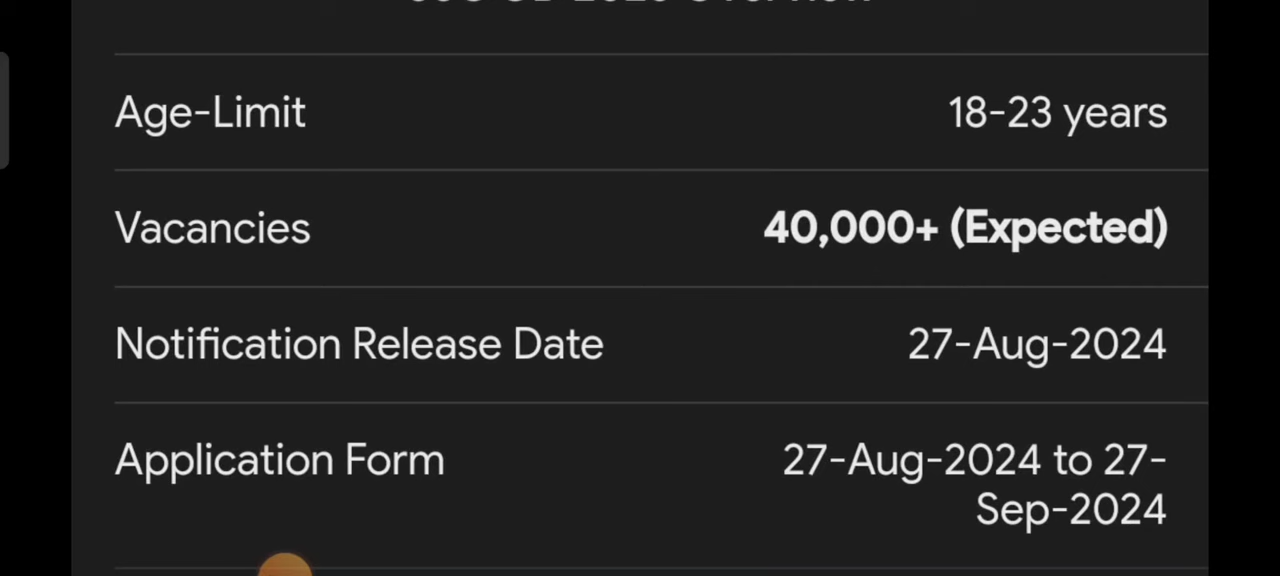 Age-Limit 18-23 years
Vacancies 40,000+ (Expected)
Notification Release Date 27-Aug-2024
Application Form 27-Aug-2024 to 27-
Sep-2024